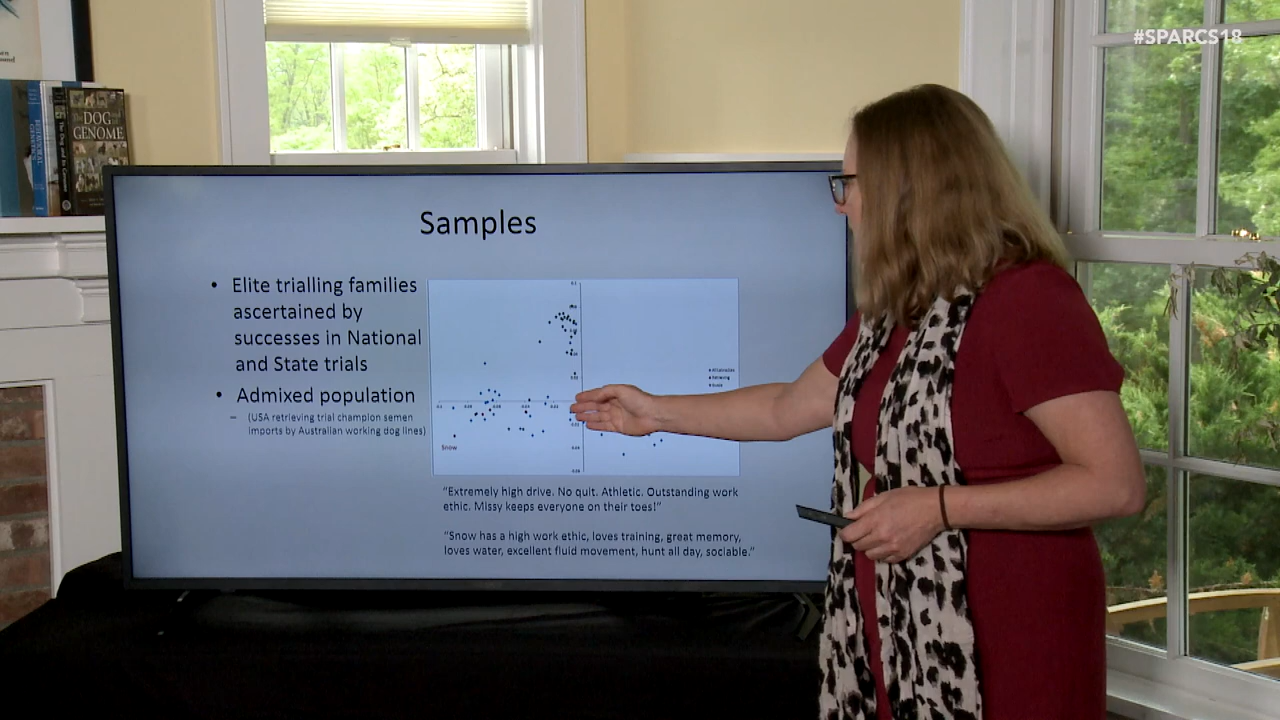 #SPARCS18
DOG
GENOME
Samples
• Elite trialling families
ascertained by
successes in National
and State trials
• Admixed population
– (USA retrieving trial champion semen
imports by Australian working dog lines)
Snow
"Extremely high drive. No quit. Athletic. Outstanding work
ethic. Missy keeps everyone on their toes!"
"Snow has a high work ethic, loves training, great memory,
loves water, excellent fluid movement, hunt all day, sociable."